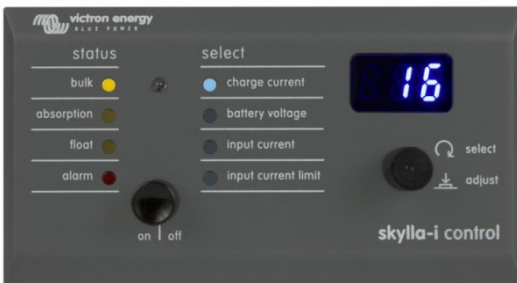 victron energy
BLUE POWER
status
select
bulk
charge current
16
absorption
battery voltage
float
input current
select
alarm
input current limit
adjust
on off
skylla-i control